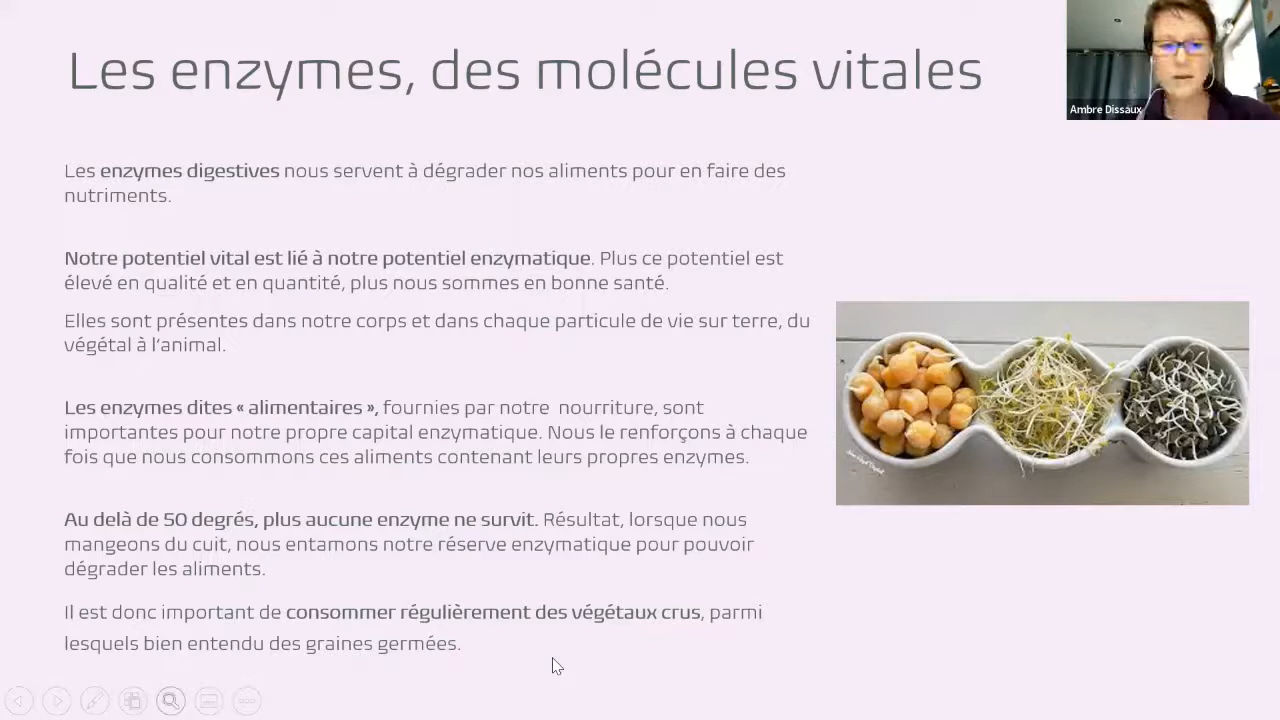 Les enzymes, des molécules vitales
Ambre Dissaux
Les enzymes digestives nous servent à dégrader nos aliments pour en faire des
nutriments.
Notre potentiel vital est lié à notre potentiel enzymatique. Plus ce potentiel est
élevé en qualité et en quantité, plus nous sommes en bonne santé.
Elles sont présentes dans notre corps et dans chaque particule de vie sur terre, du
végétal à l'animal.
Les enzymes dites « alimentaires », fournies par notre nourriture, sont
importantes pour notre propre capital enzymatique. Nous le renforçons à chaque
fois que nous consommons ces aliments contenant leurs propres enzymes.
Au delà de 50 degrés, plus aucune enzyme ne survit. Résultat, lorsque nous
mangeons du cuit, nous entamons notre réserve enzymatique pour pouvoir
dégrader les aliments.
Il est donc important de consommer régulièrement des végétaux crus, parmi
lesquels bien entendu des graines germées.